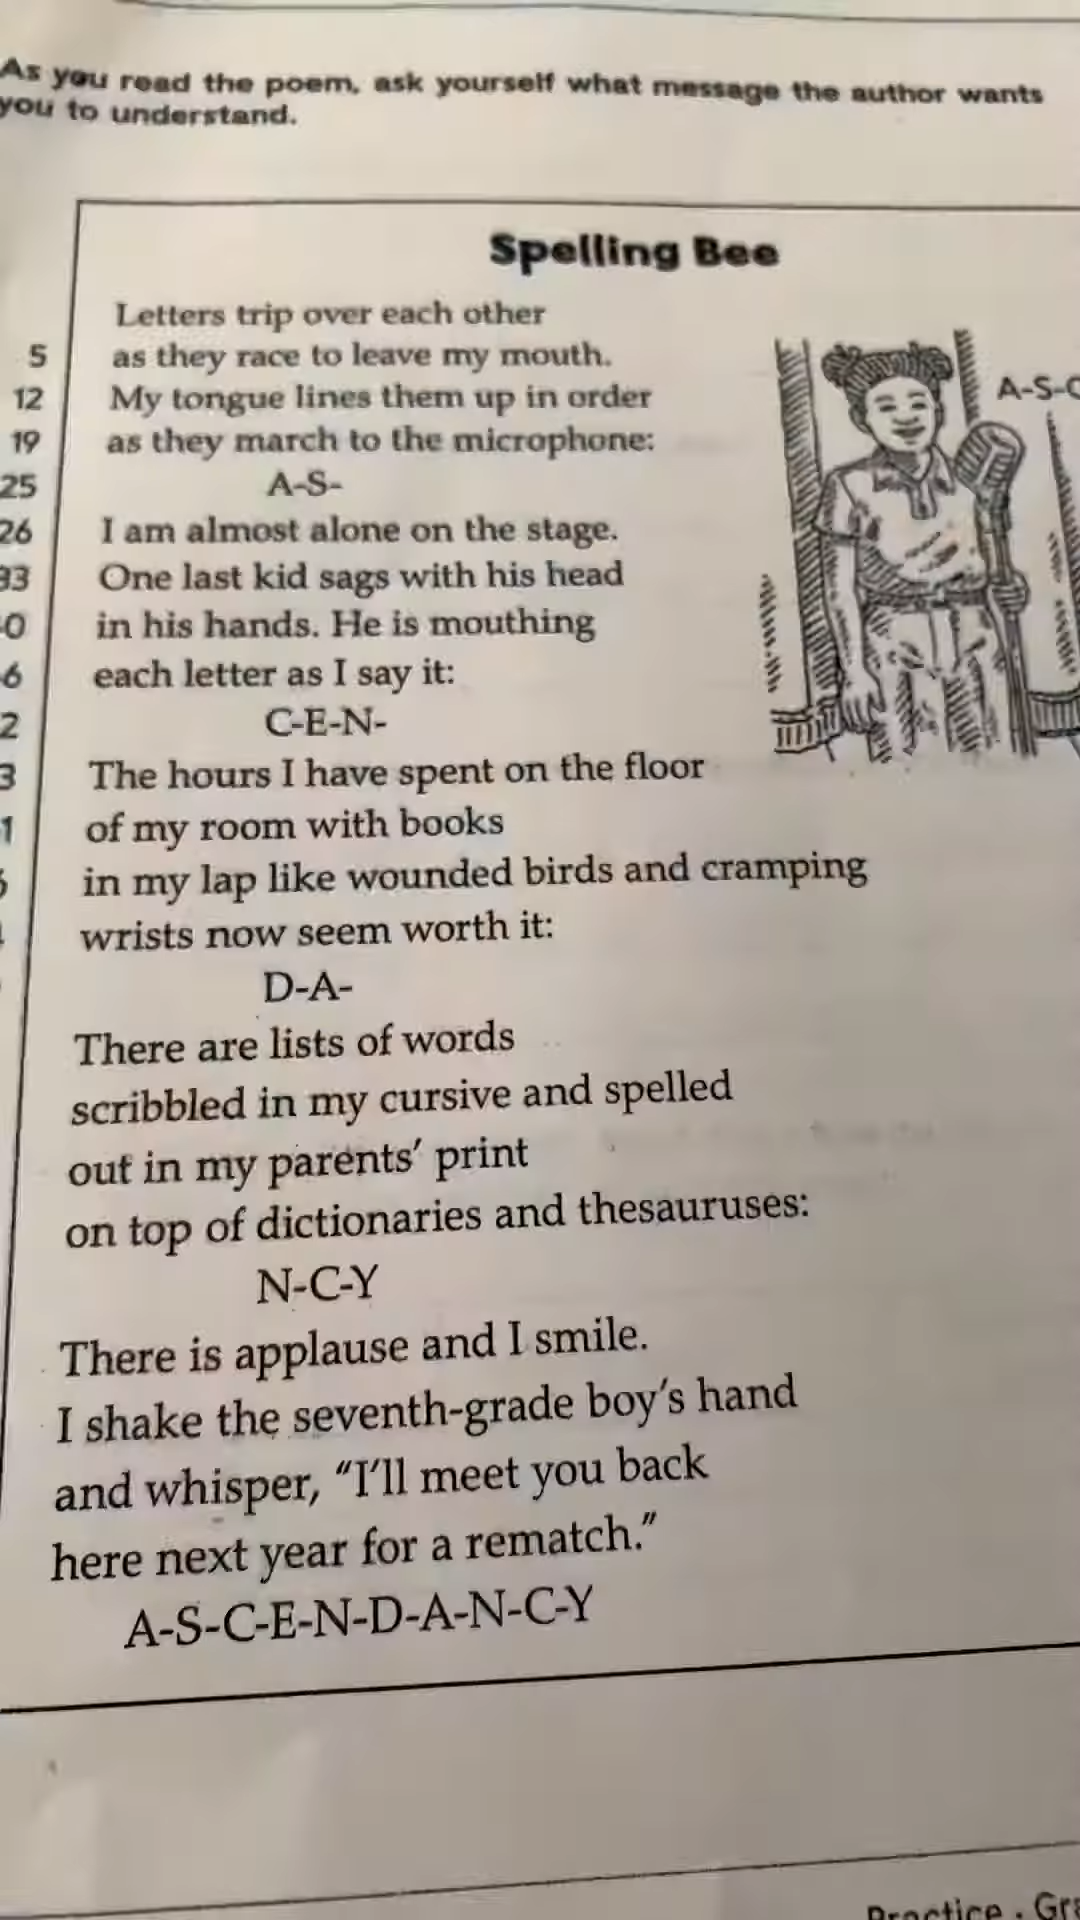 As you read the poem, ask yourself what message the author wants
you to understand.
Spelling Bee
Letters trip over each other
5 as they race to leave my mouth.
12 My tongue lines them up in order
19 as they march to the microphone:
25 A-S-
26 I am almost alone on the stage.
33 One last kid sags with his head
0 in his hands. He is mouthing
6 each letter as I say it:
2 C-E-N-
3 The hours I have spent on the floor
1 of my room with books
in my lap like wounded birds and cramping
wrists now seem worth it:
D-A-
There are lists of words
scribbled in my cursive and spelled
out in my parents' print
on top of dictionaries and thesauruses:
N-C-Y
There is applause and I smile.
I shake the seventh-grade boy's hand
and whisper, "I'll meet you back
here next year for a rematch."
A-S-C-E-N-D-A-N-C-Y
A-S-C
Practice • Gra